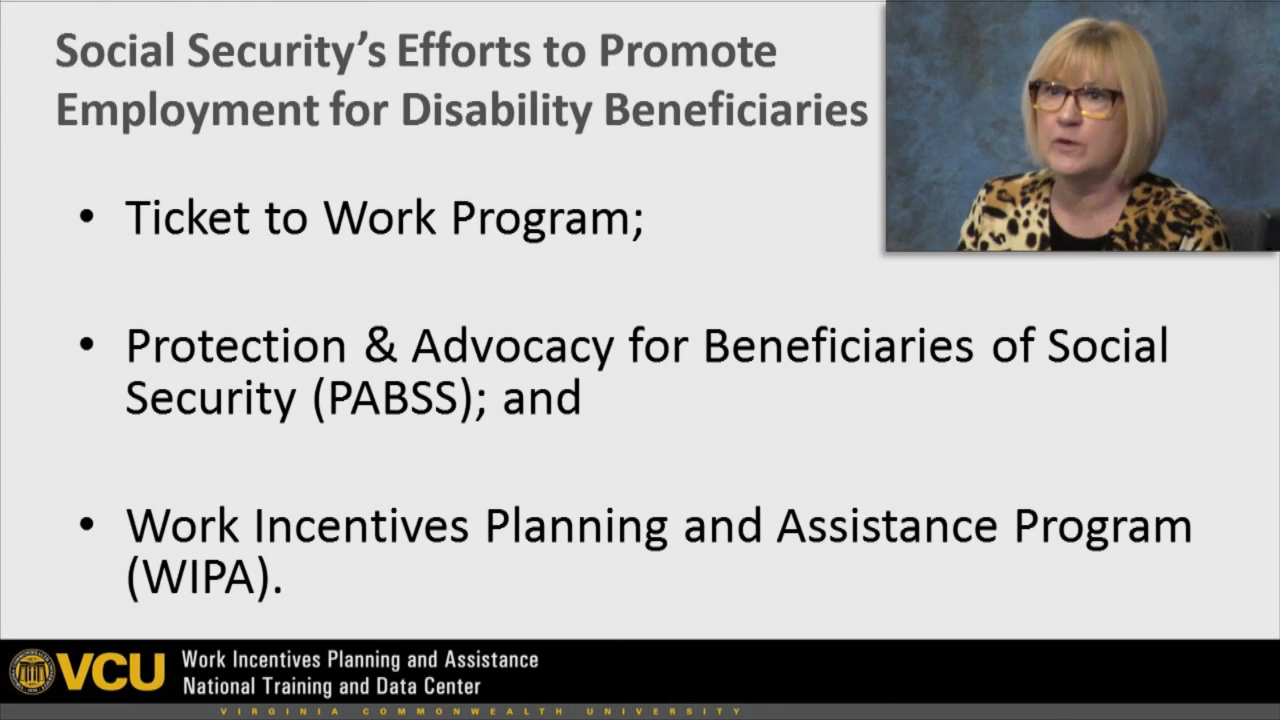 Social Security’s Efforts to Promote
Employment for Disability Beneficiaries
• Ticket to Work Program;
• Protection & Advocacy for Beneficiaries of Social
Security (PABSS); and
• Work Incentives Planning and Assistance Program
(WIPA).
VCU
Work Incentives Planning and Assistance
National Training and Data Center
VIRGINIA COMMONWEALTH UNIVERSITY